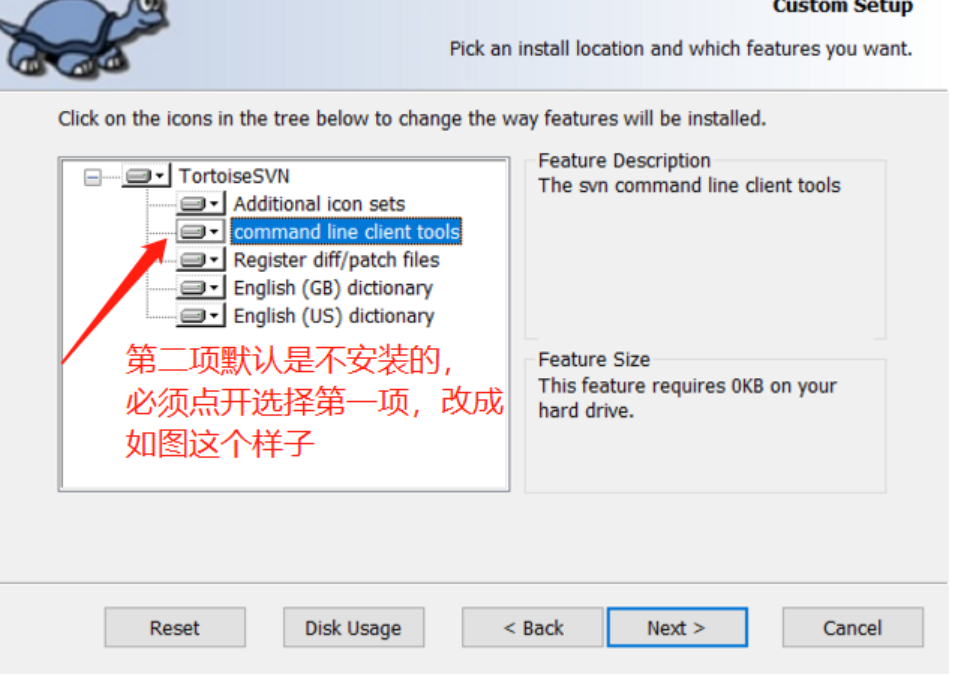 Custom Setup
Pick an install location and which features you want.
Click on the icons in the tree below to change the way features will be installed.
TortoiseSVN
Additional icon sets
command line client tools
Register diff/patch files
English (GB) dictionary
English (US) dictionary
第二项默认是不安装的，
必须点开选择第一项，改成
如图这个样子
Feature Description
The svn command line client tools
Feature Size
This feature requires 0KB on your
hard drive.
Reset
Disk Usage
< Back
Next >
Cancel